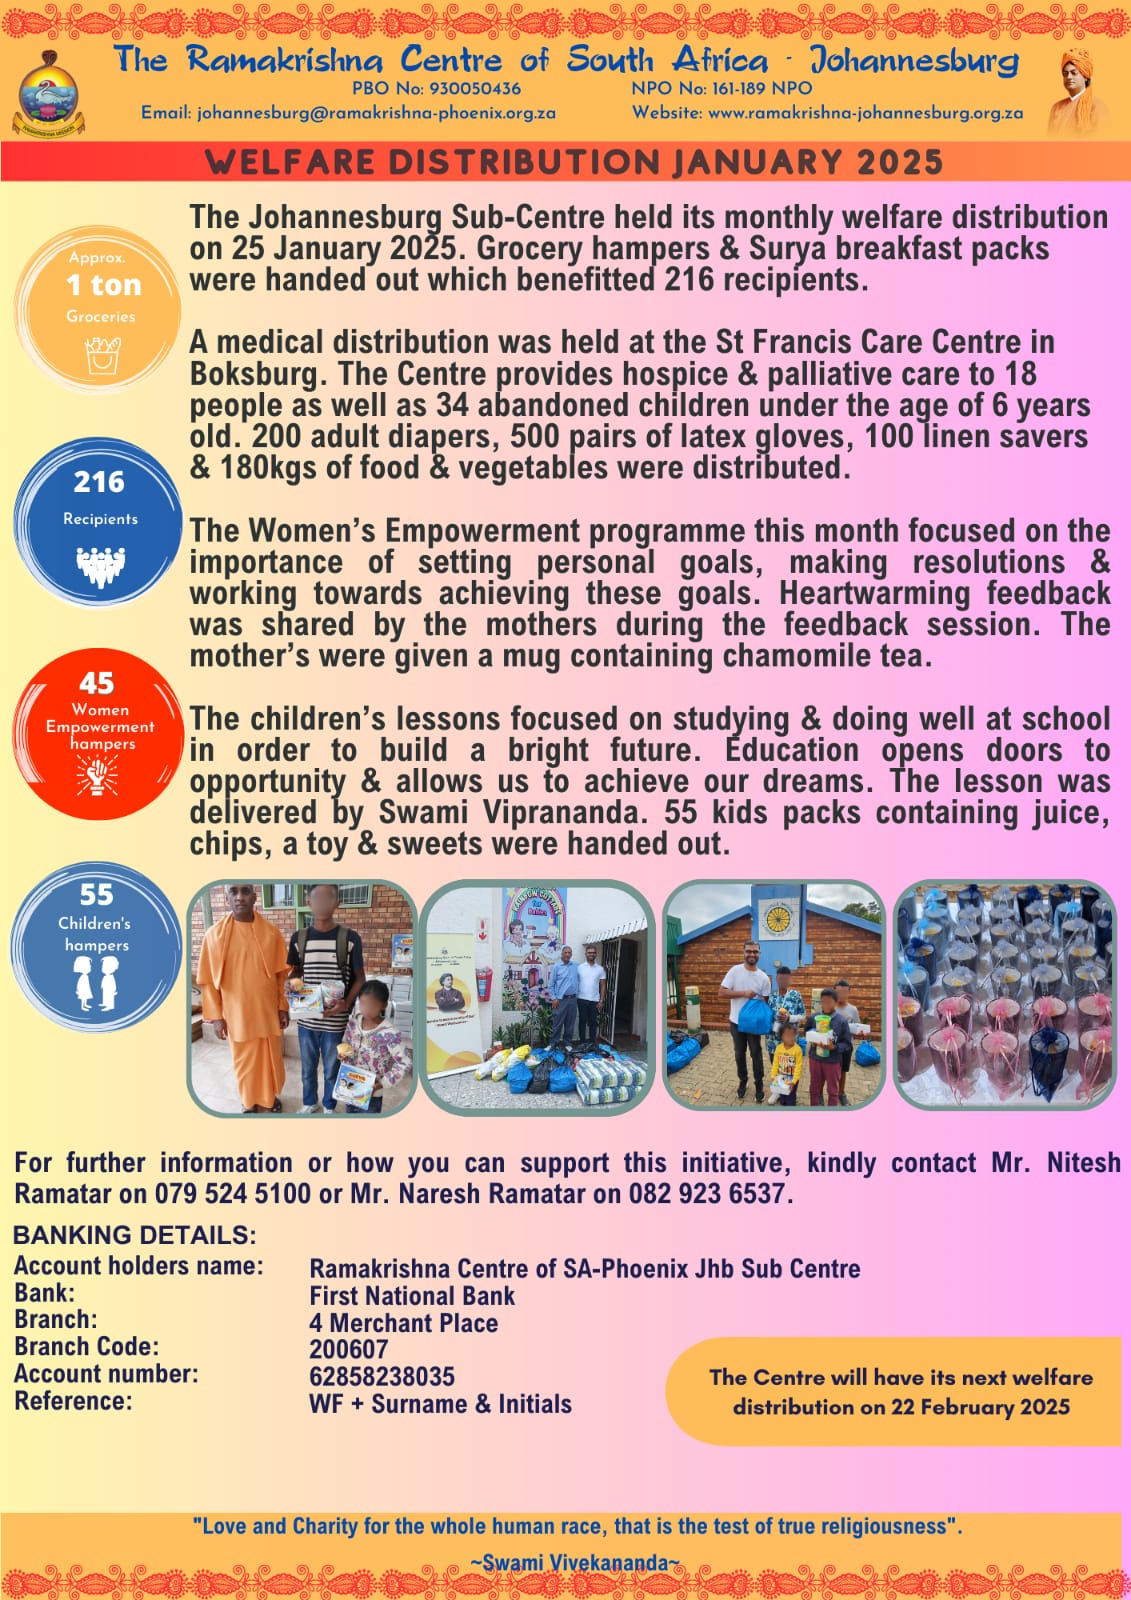 The Ramakrishna Centre of South Africa - Johannesburg
PBO No: 930050436 NPO No: 161-189 NPO
Email: johannesburg@ramakrishna-phoenix.org.za Website: www.ramakrishna-johannesburg.org.za
RAMAKRISHNA MISSION
WELFARE DISTRIBUTION JANUARY 2025
The Johannesburg Sub-Centre held its monthly welfare distribution
on 25 January 2025. Grocery hampers & Surya breakfast packs
were handed out which benefitted 216 recipients.
Approx.
1 ton
Groceries
A medical distribution was held at the St Francis Care Centre in
Boksburg. The Centre provides hospice & palliative care to 18
people as well as 34 abandoned children under the age of 6 years
old. 200 adult diapers, 500 pairs of latex gloves, 100 linen savers
& 180kgs of food & vegetables were distributed.
216
Recipients
The Women's Empowerment programme this month focused on the
importance of setting personal goals, making resolutions &
working towards achieving these goals. Heartwarming feedback
was shared by the mothers during the feedback session. The
mother's were given a mug containing chamomile tea.
45
Women
Empowerment
hampers
The children's lessons focused on studying & doing well at school
in order to build a bright future. Education opens doors to
opportunity & allows us to achieve our dreams. The lesson was
delivered by Swami Viprananda. 55 kids packs containing juice,
chips, a toy & sweets were handed out.
55
Children's
hampers
RAINBOW COTTAGE
for
Babies
For further information or how you can support this initiative, kindly contact Mr. Nitesh
Ramatar on 079 524 5100 or Mr. Naresh Ramatar on 082 923 6537.
BANKING DETAILS:
Account holders name: Ramakrishna Centre of SA-Phoenix Jhb Sub Centre
Bank: First National Bank
Branch: 4 Merchant Place
Branch Code: 200607
Account number: 62858238035
Reference: WF + Surname & Initials
The Centre will have its next welfare
distribution on 22 February 2025
"Love and Charity for the whole human race, that is the test of true religiousness".
~Swami Vivekananda~